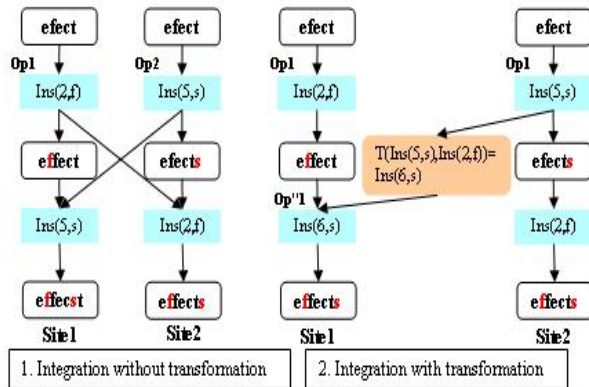 efect efect efect efect
Op1 Op2 Op1 Op1
Ins(2,f) Ins(5,s) Ins(2,f) Ins(5,s)
effect effects effect T(Ins(5,s),Ins(2,f))= effects
Ins(6,s)
Op"1
Ins(5,s) Ins(2,f) Ins(6,s) Ins(2,f)
effecst effects effects effects
Site1 Site2 Site1 Site2
1. Integration without transformation 2. Integration with transformation